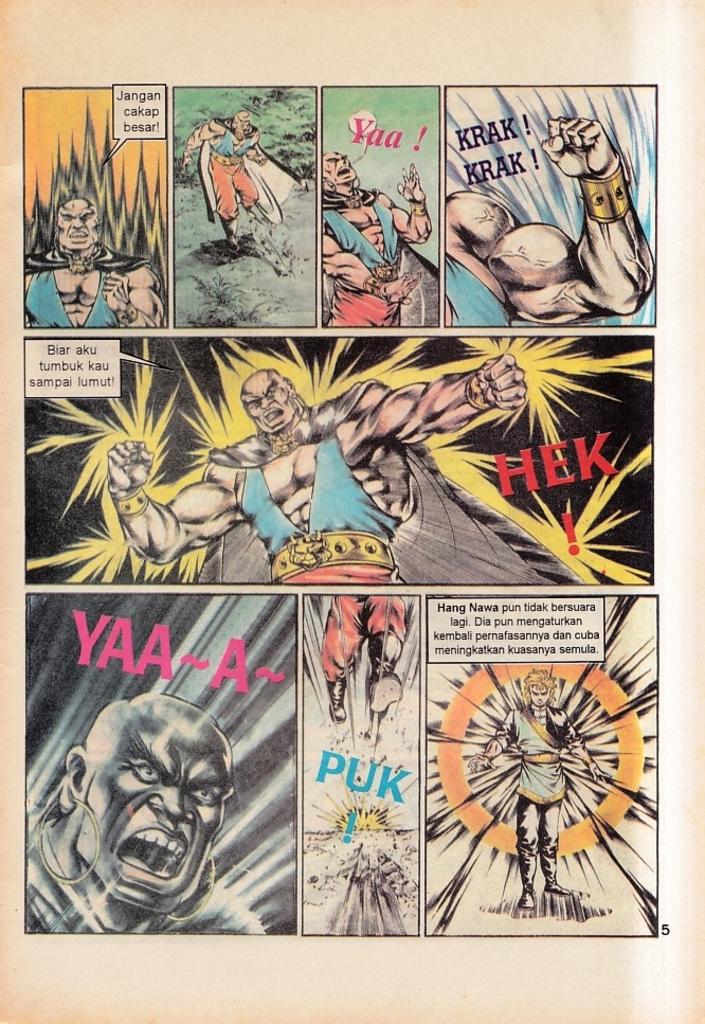 Jangan
cakap
besar!
Yaa !
KRAK !
KRAK !
Biar aku
tumbuk kau
sampai lumut!
HEK
!
YAA~A~
PUK
!
Hang Nawa pun tidak bersuara
lagi. Dia pun mengaturkan
kembali pernafasannya dan cuba
meningkatkan kuasanya semula.
5